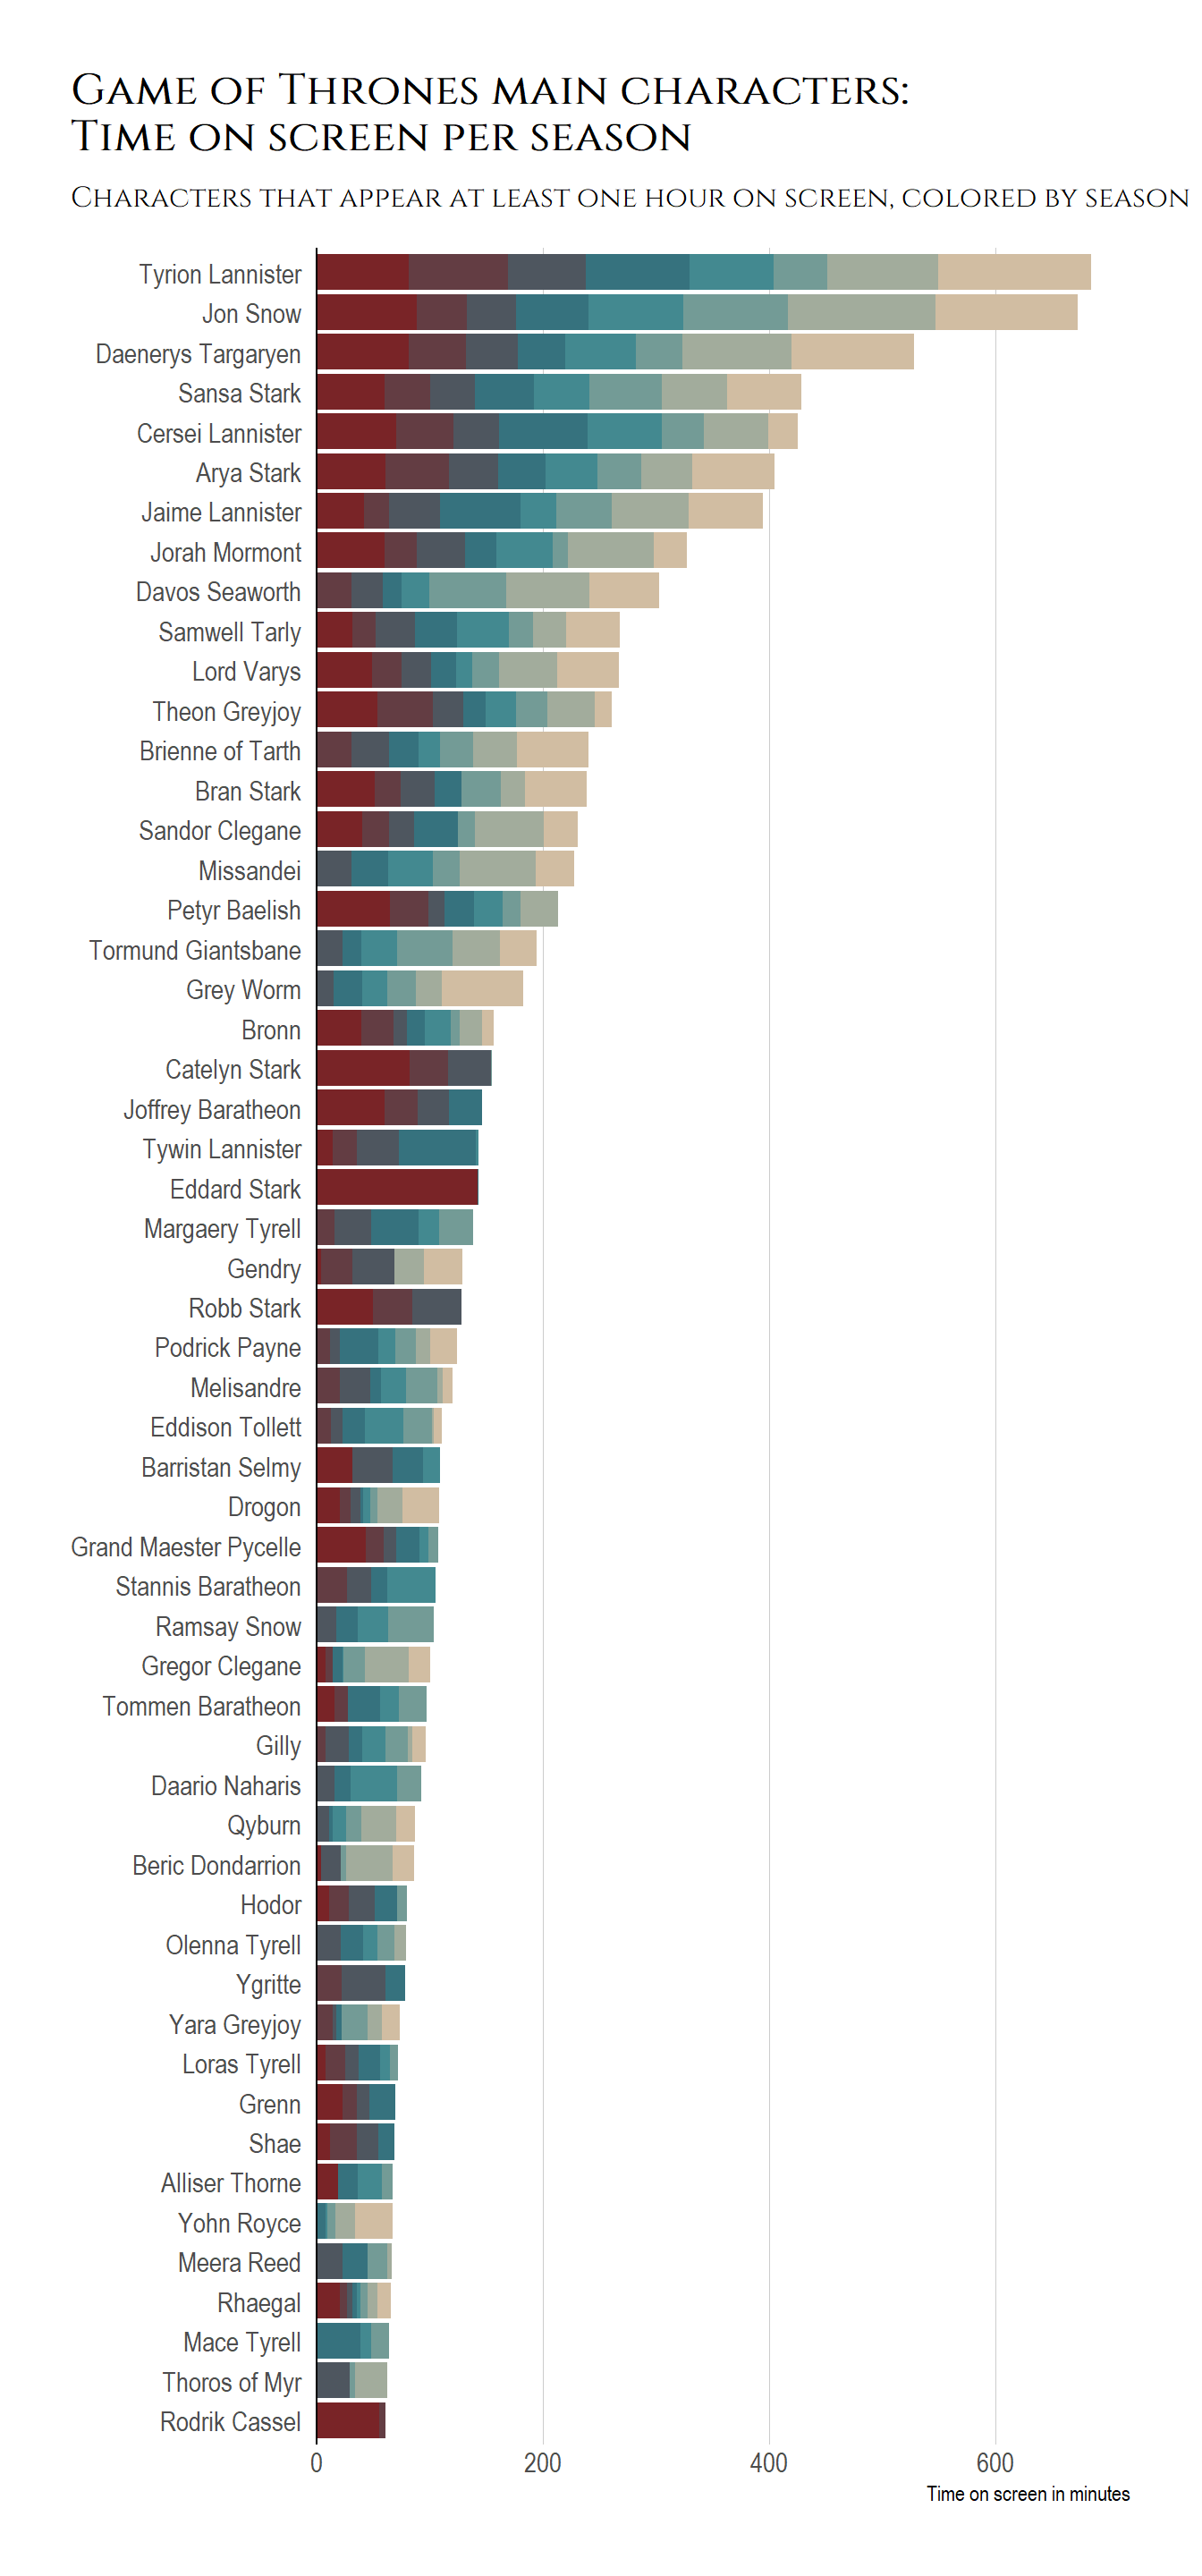 Game of Thrones main characters:
Time on screen per season
Characters that appear at least one hour on screen, colored by season
Tyrion Lannister
Jon Snow
Daenerys Targaryen
Sansa Stark
Cersei Lannister
Arya Stark
Jaime Lannister
Jorah Mormont
Davos Seaworth
Samwell Tarly
Lord Varys
Theon Greyjoy
Brienne of Tarth
Bran Stark
Sandor Clegane
Missandei
Petyr Baelish
Tormund Giantsbane
Grey Worm
Bronn
Catelyn Stark
Joffrey Baratheon
Tywin Lannister
Eddard Stark
Margaery Tyrell
Gendry
Robb Stark
Podrick Payne
Melisandre
Eddison Tollett
Barristan Selmy
Drogon
Grand Maester Pycelle
Stannis Baratheon
Ramsay Snow
Gregor Clegane
Tommen Baratheon
Gilly
Daario Naharis
Qyburn
Beric Dondarrion
Hodor
Olenna Tyrell
Ygritte
Yara Greyjoy
Loras Tyrell
Grenn
Shae
Alliser Thorne
Yohn Royce
Meera Reed
Rhaegal
Mace Tyrell
Thoros of Myr
Rodrik Cassel
0 200 400 600
Time on screen in minutes